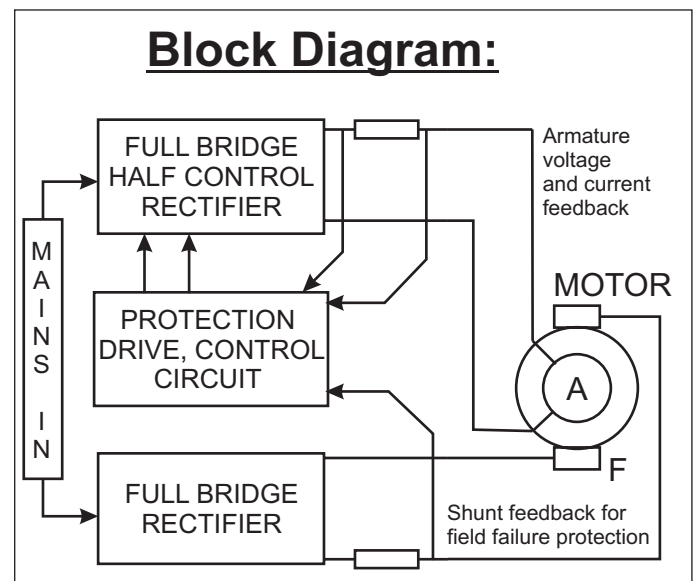 Block Diagram:
FULL BRIDGE
HALF CONTROL
RECTIFIER
Armature
voltage
and current
feedback
M
A
I
N
S
I
N
PROTECTION
DRIVE, CONTROL
CIRCUIT
MOTOR
A
F
FULL BRIDGE
RECTIFIER
Shunt feedback for
field failure protection